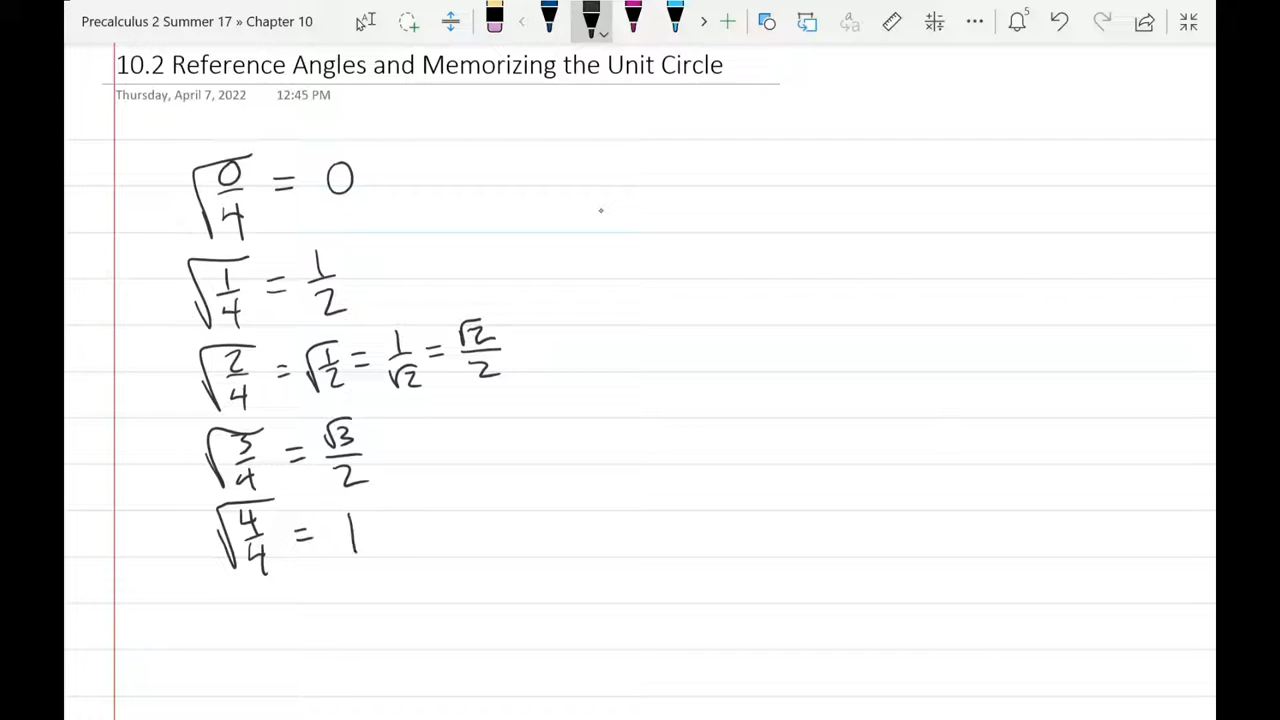 Precalculus 2 Summer 17 » Chapter 10
5
10.2 Reference Angles and Memorizing the Unit Circle
Thursday, April 7, 2022 12:45 PM
√(0/4) = 0
√(1/4) = 1/2
√(2/4) = √(1/2) = 1/√2 = √2/2
√(3/4) = √3/2
√(4/4) = 1